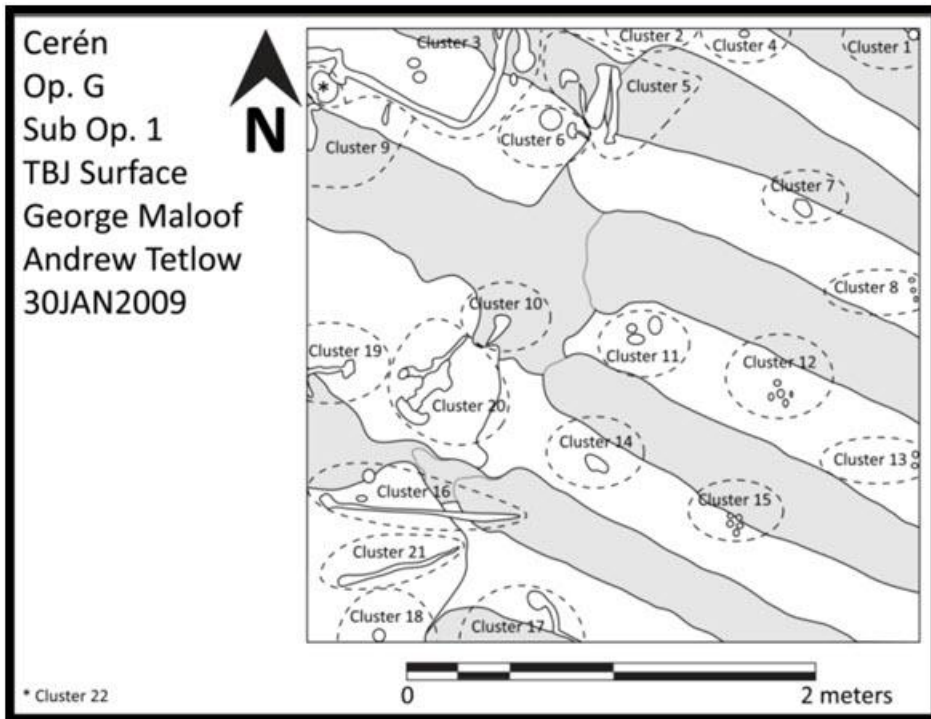 Cerén
Op. G
Sub Op. 1
TBJ Surface
George Maloof
Andrew Tetlow
30JAN2009
N
Cluster 3
Cluster 2
Cluster 4
Cluster 1
Cluster 5
Cluster 6
*
Cluster 9
Cluster 7
Cluster 8
Cluster 10
Cluster 11
Cluster 12
Cluster 19
Cluster 20
Cluster 14
Cluster 13
Cluster 16
Cluster 15
Cluster 21
Cluster 18
Cluster 17
* Cluster 22
0
2 meters